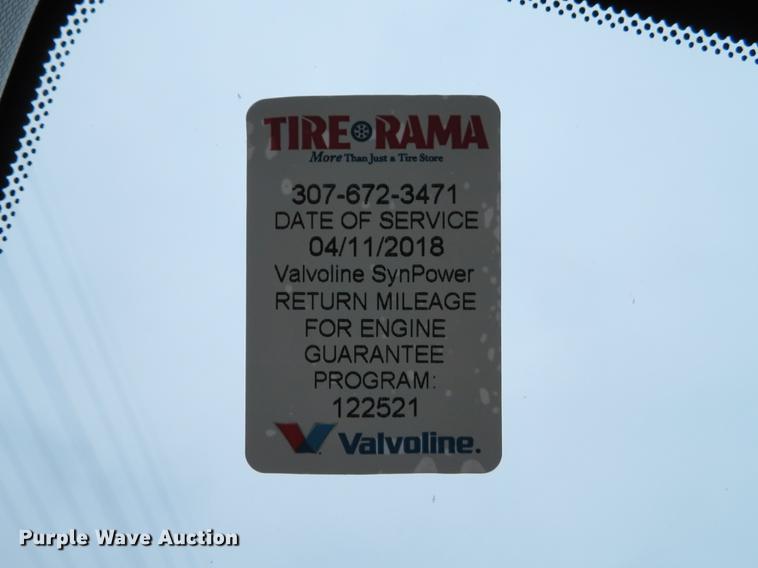 TIRE RAMA
More Than Just a Tire Store
307-672-3471
DATE OF SERVICE
04/11/2018
Valvoline SynPower
RETURN MILEAGE
FOR ENGINE
GUARANTEE
PROGRAM:
122521
Valvoline.
Purple Wave Auction